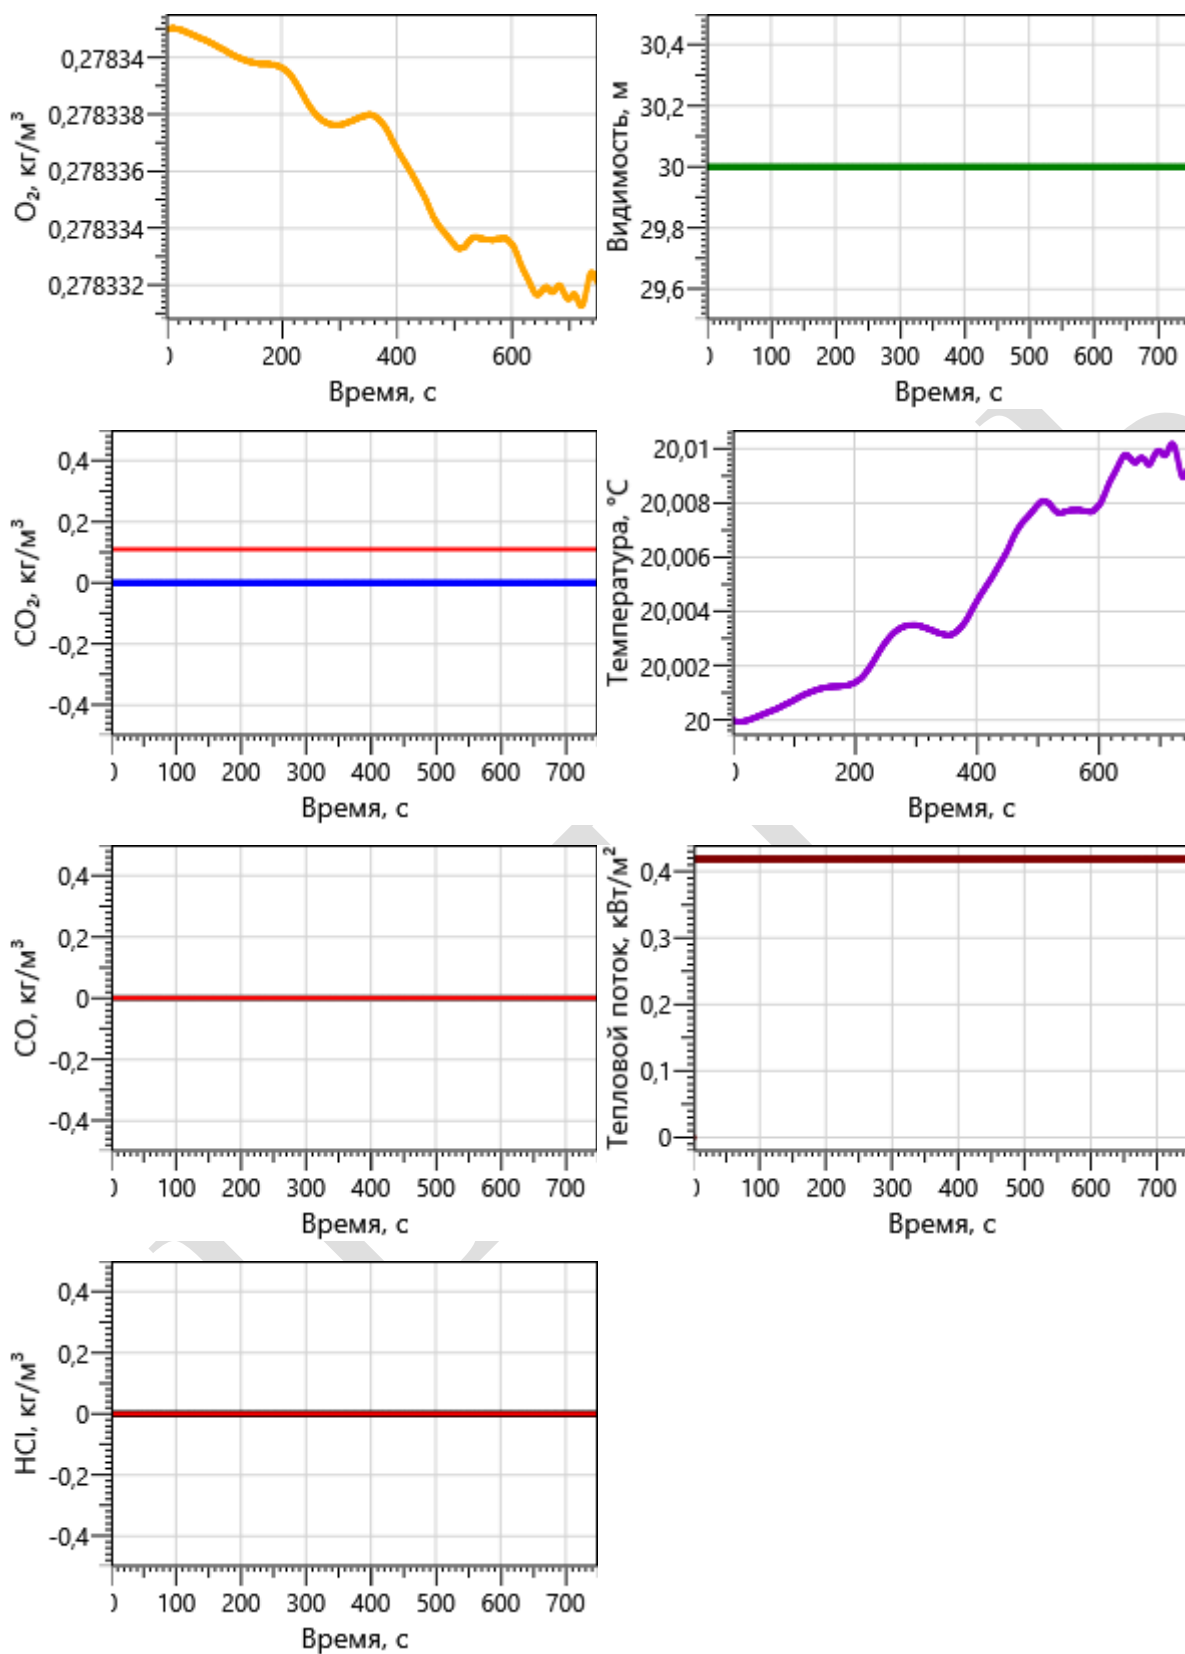 0,27834
0,278338
0,278336
0,278334
0,278332
O₂, кг/м³
200 400 600
Время, с
30,4
30,2
30
29,8
29,6
Видимость, м
100 200 300 400 500 600 700
Время, с
0,4
0,2
0
-0,2
-0,4
CO₂, кг/м³
100 200 300 400 500 600 700
Время, с
20,01
20,008
20,006
20,004
20,002
20
Температура, °C
200 400 600
Время, с
0,4
0,2
0
-0,2
-0,4
CO, кг/м³
100 200 300 400 500 600 700
Время, с
0,4
0,3
0,2
0,1
0
Тепловой поток, кВт/м²
100 200 300 400 500 600 700
Время, с
0,4
0,2
0
-0,2
-0,4
HCl, кг/м³
100 200 300 400 500 600 700
Время, с